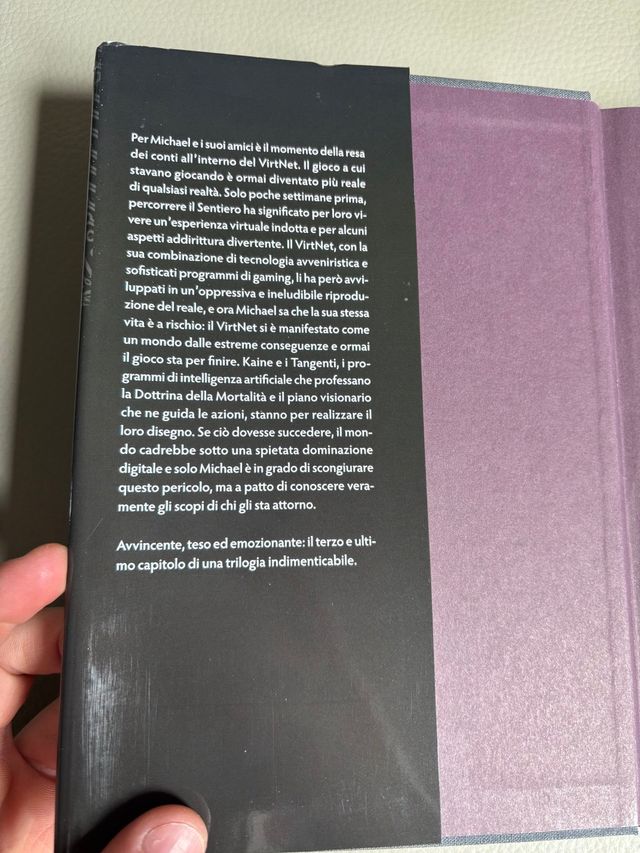 Per Michael e i suoi amici è il momento della resa
dei conti all'interno del VirtNet. Il gioco a cui
stavano giocando è ormai diventato più reale
di qualsiasi realtà. Solo poche settimane prima,
percorrere il Sentiero ha significato per loro vi-
vere un'esperienza virtuale indotta e per alcuni
aspetti addirittura divertente. Il VirtNet, con la
sua combinazione di tecnologia avveniristica e
sofisticati programmi di gaming, li ha però avvi-
luppati in un'oppressiva e ineludibile riprodu-
zione del reale, e ora Michael sa che la sua stessa
vita è a rischio: il VirtNet si è manifestato come
un mondo dalle estreme conseguenze e ormai
il gioco sta per finire. Kaine e i Tangenti, i pro-
grammi di intelligenza artificiale che professano
la Dottrina della Mortalità e il piano visionario
che ne guida le azioni, stanno per realizzare il
loro disegno. Se ciò dovesse succedere, il mon-
do cadrebbe sotto una spietata dominazione
digitale e solo Michael è in grado di scongiurare
questo pericolo, ma a patto di conoscere vera-
mente gli scopi di chi gli sta attorno.
Avvincente, teso ed emozionante: il terzo e ulti-
mo capitolo di una trilogia indimenticabile.